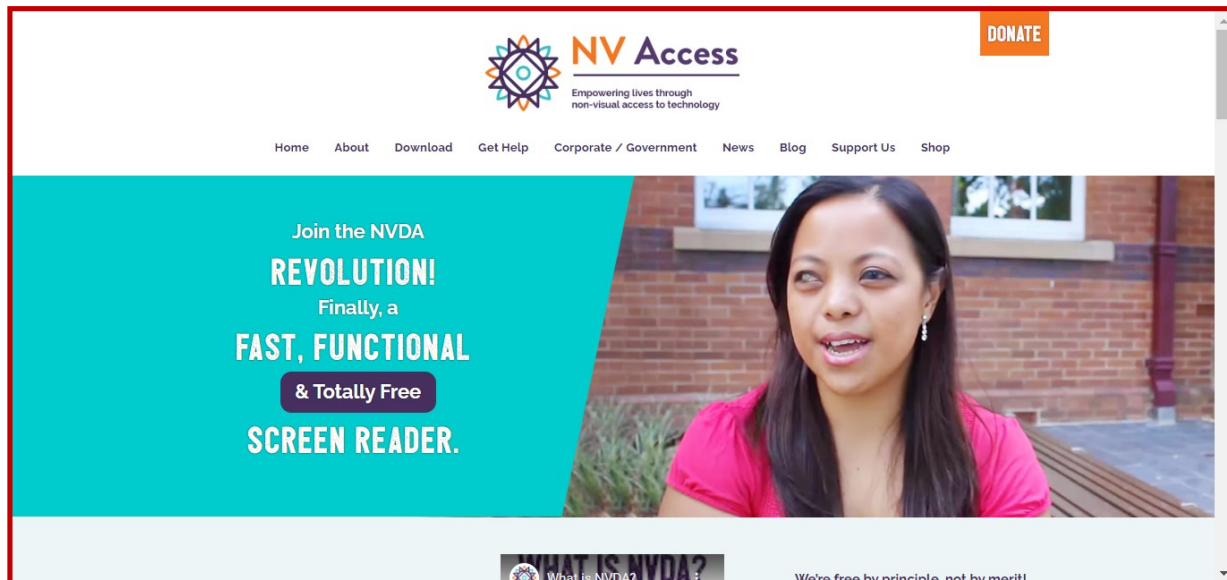 DONATE
NV Access
Empowering lives through
non-visual access to technology
Home About Download Get Help Corporate / Government News Blog Support Us Shop
Join the NVDA
REVOLUTION!
Finally, a
FAST, FUNCTIONAL
& Totally Free
SCREEN READER.
WHAT IS NVDA?
What is NVDA?
We're free by principle, not by merit!